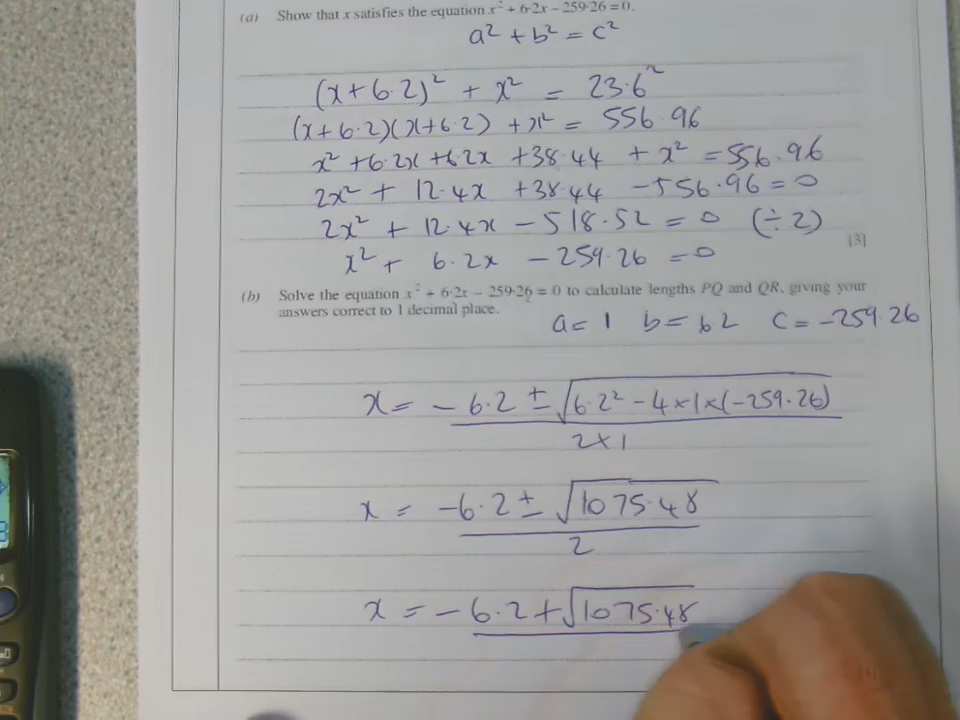 (a) Show that x satisfies the equation x² + 6·2x − 259·26 = 0.
a² + b² = c²
(x + 6·2)² + x² = 23·6²
(x + 6·2)(x + 6·2) + x² = 556·96
x² + 6·2x + 6·2x + 38·44 + x² = 556·96
2x² + 12·4x + 38·44 − 556·96 = 0
2x² + 12·4x − 518·52 = 0 (÷ 2)
[3]
x² + 6·2x − 259·26 = 0
(b) Solve the equation x² + 6·2x − 259·26 = 0 to calculate lengths PQ and QR, giving your
answers correct to 1 decimal place.
a = 1 b = 6 2 c = −259·26
x = −6·2 ± √6·2² − 4 × 1 × (−259·26)
2 × 1
x = −6·2 ± √1075·48
2
x = −6·2 + √1075·48